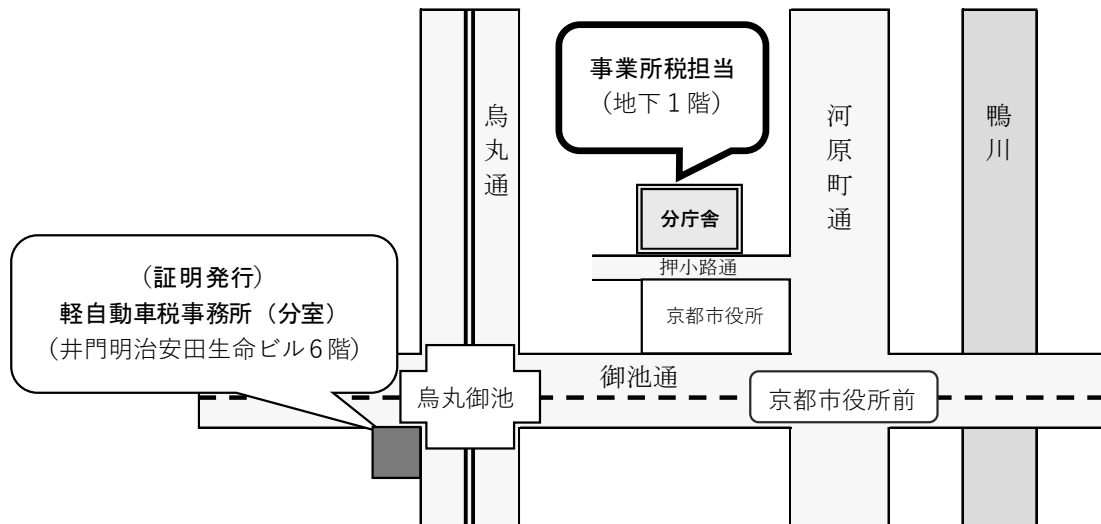 事業所税担当
（地下１階）
烏丸通
河原町通
鴨川
分庁舎
押小路通
京都市役所
（証明発行）
軽自動車税事務所（分室）
（井門明治安田生命ビル６階）
御池通
烏丸御池
京都市役所前